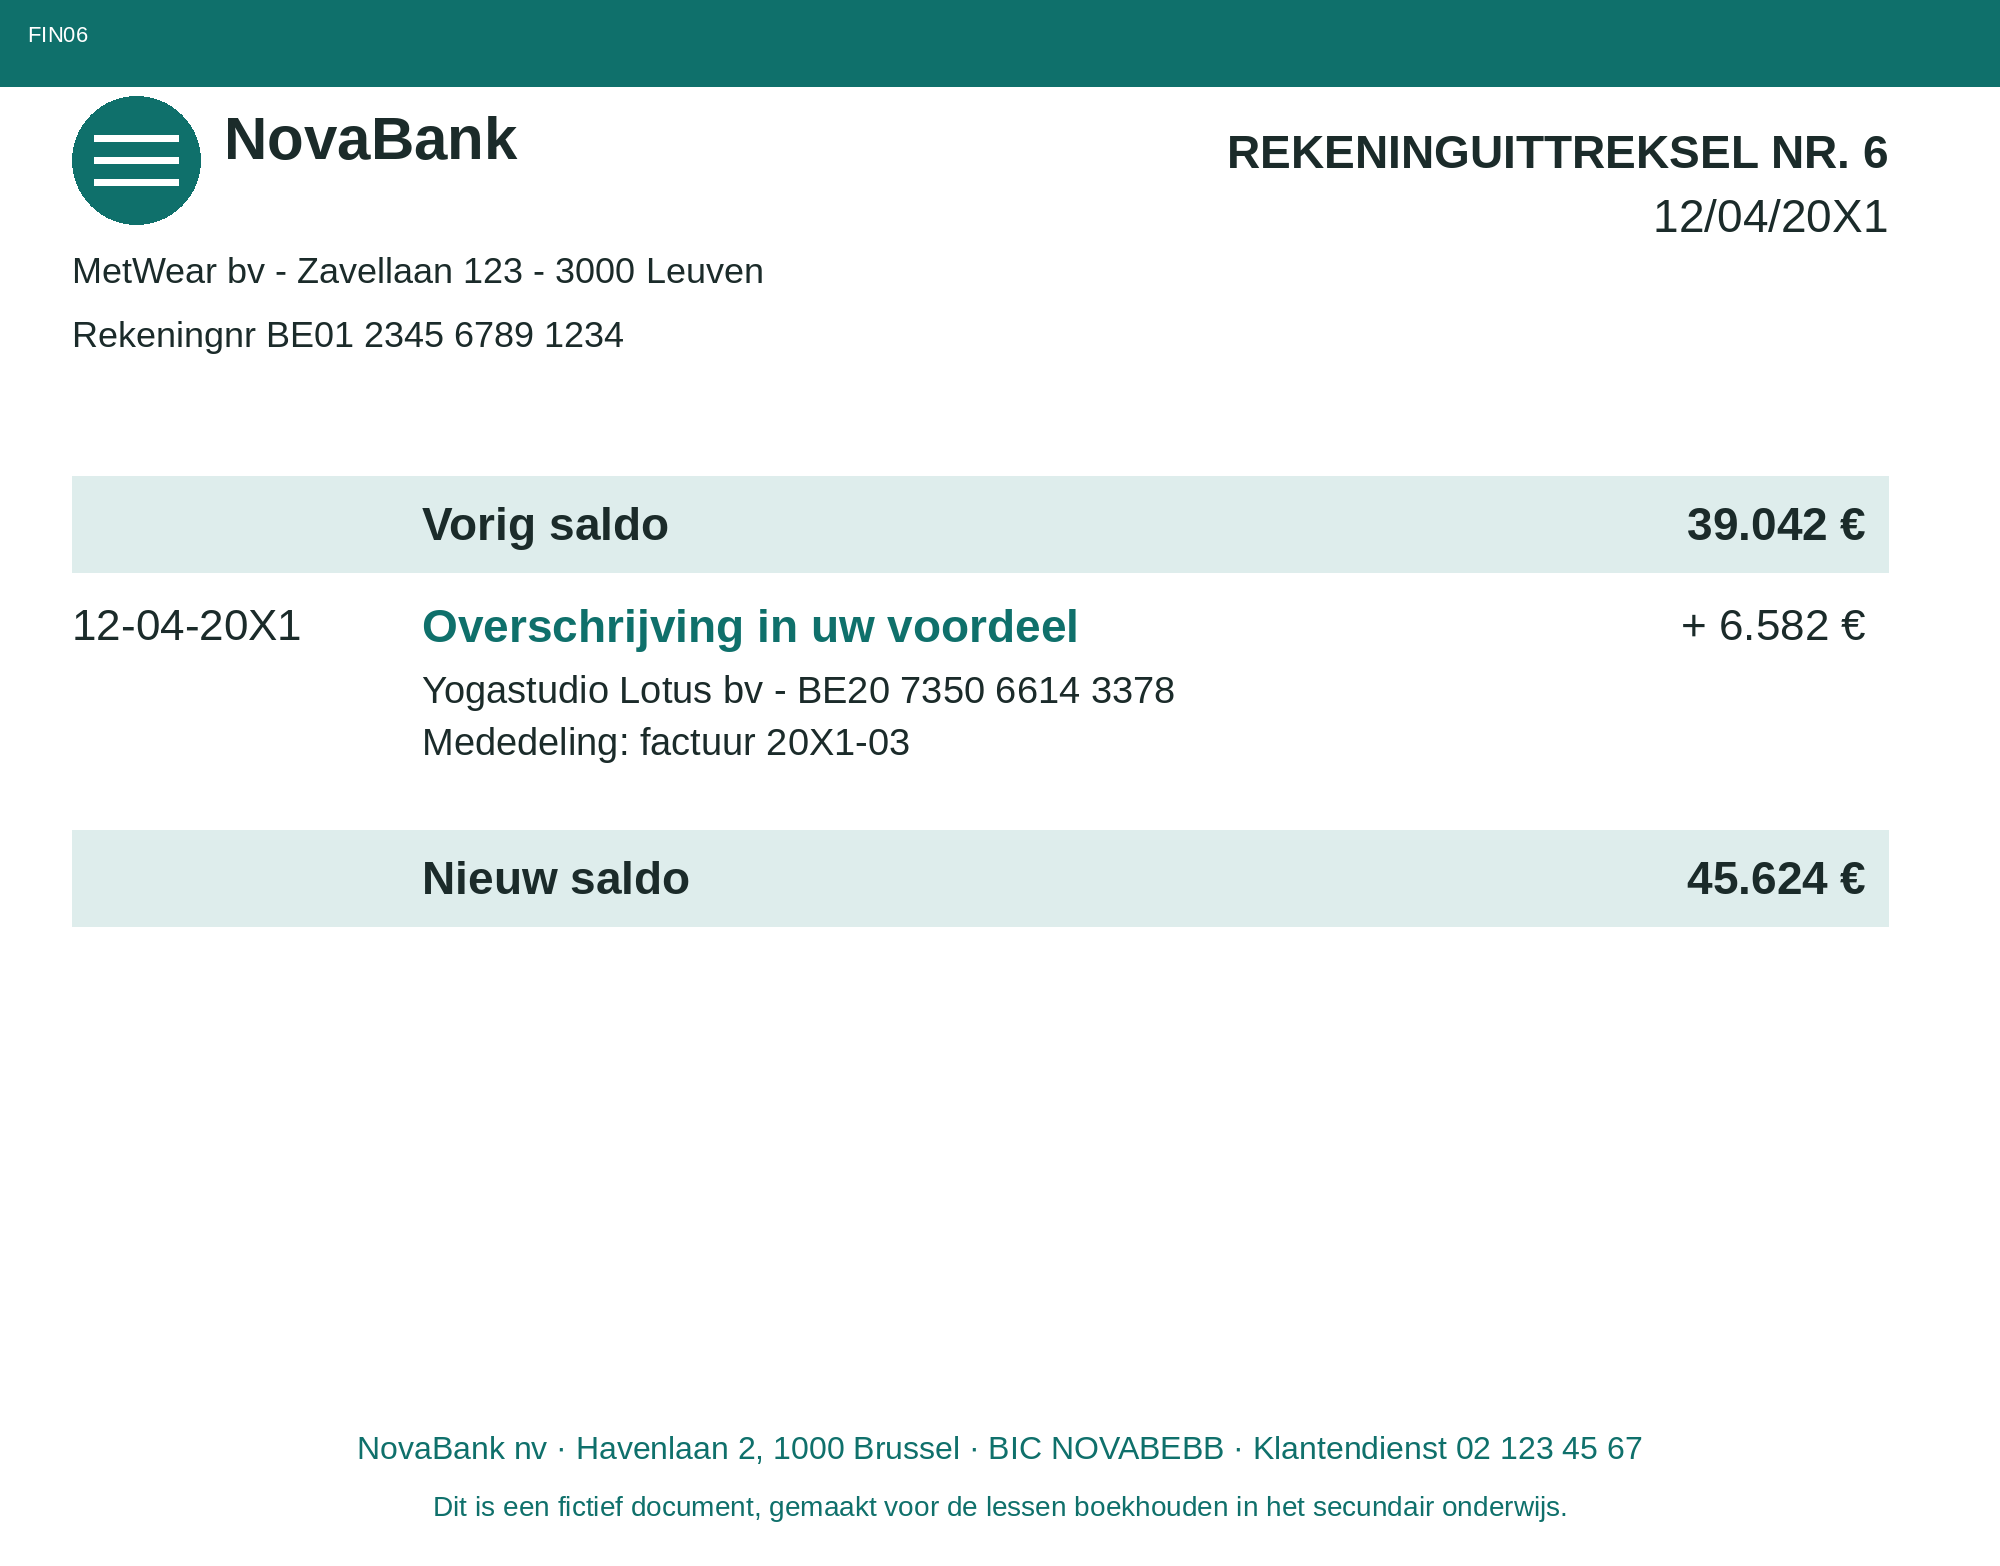 FIN06
NovaBank
REKENINGUITTREKSEL NR. 6
12/04/20X1
MetWear bv - Zavellaan 123 - 3000 Leuven
Rekeningnr BE01 2345 6789 1234
Vorig saldo 39.042 €
12-04-20X1 Overschrijving in uw voordeel + 6.582 €
Yogastudio Lotus bv - BE20 7350 6614 3378
Mededeling: factuur 20X1-03
Nieuw saldo 45.624 €
NovaBank nv · Havenlaan 2, 1000 Brussel · BIC NOVABEBB · Klantendienst 02 123 45 67
Dit is een fictief document, gemaakt voor de lessen boekhouden in het secundair onderwijs.